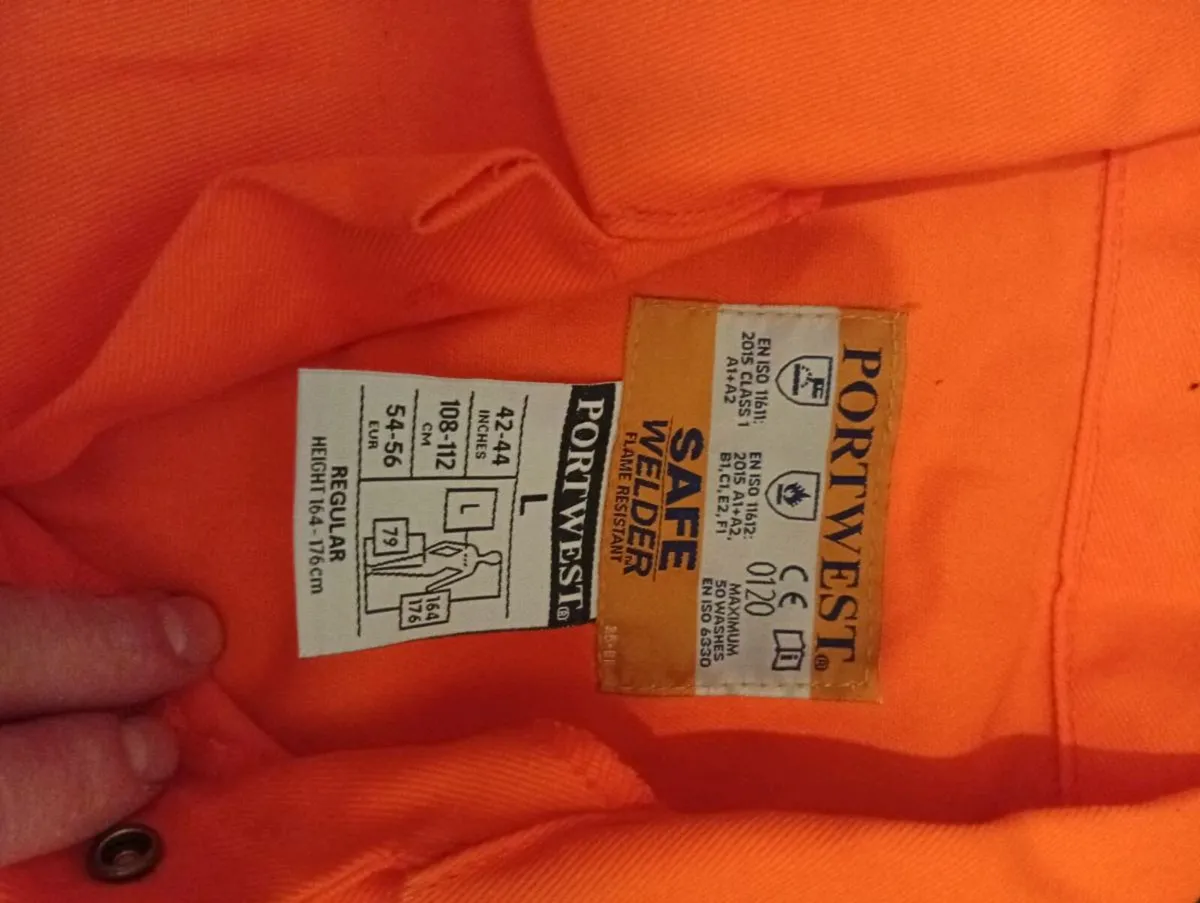 PORTWEST®
EN ISO 11611:
2015 CLASS 1
A1+A2
EN ISO 11612:
2015 A1+A2,
B1,C1,E2,F1
CE
0120
i
MAXIMUM
50 WASHES
EN ISO 6330
SAFE
WELDER™
FLAME RESISTANT
PORTWEST®
L
42-44
INCHES
108-112
CM
54-56
EUR
L
79
164
176
REGULAR
HEIGHT 164 - 176cm